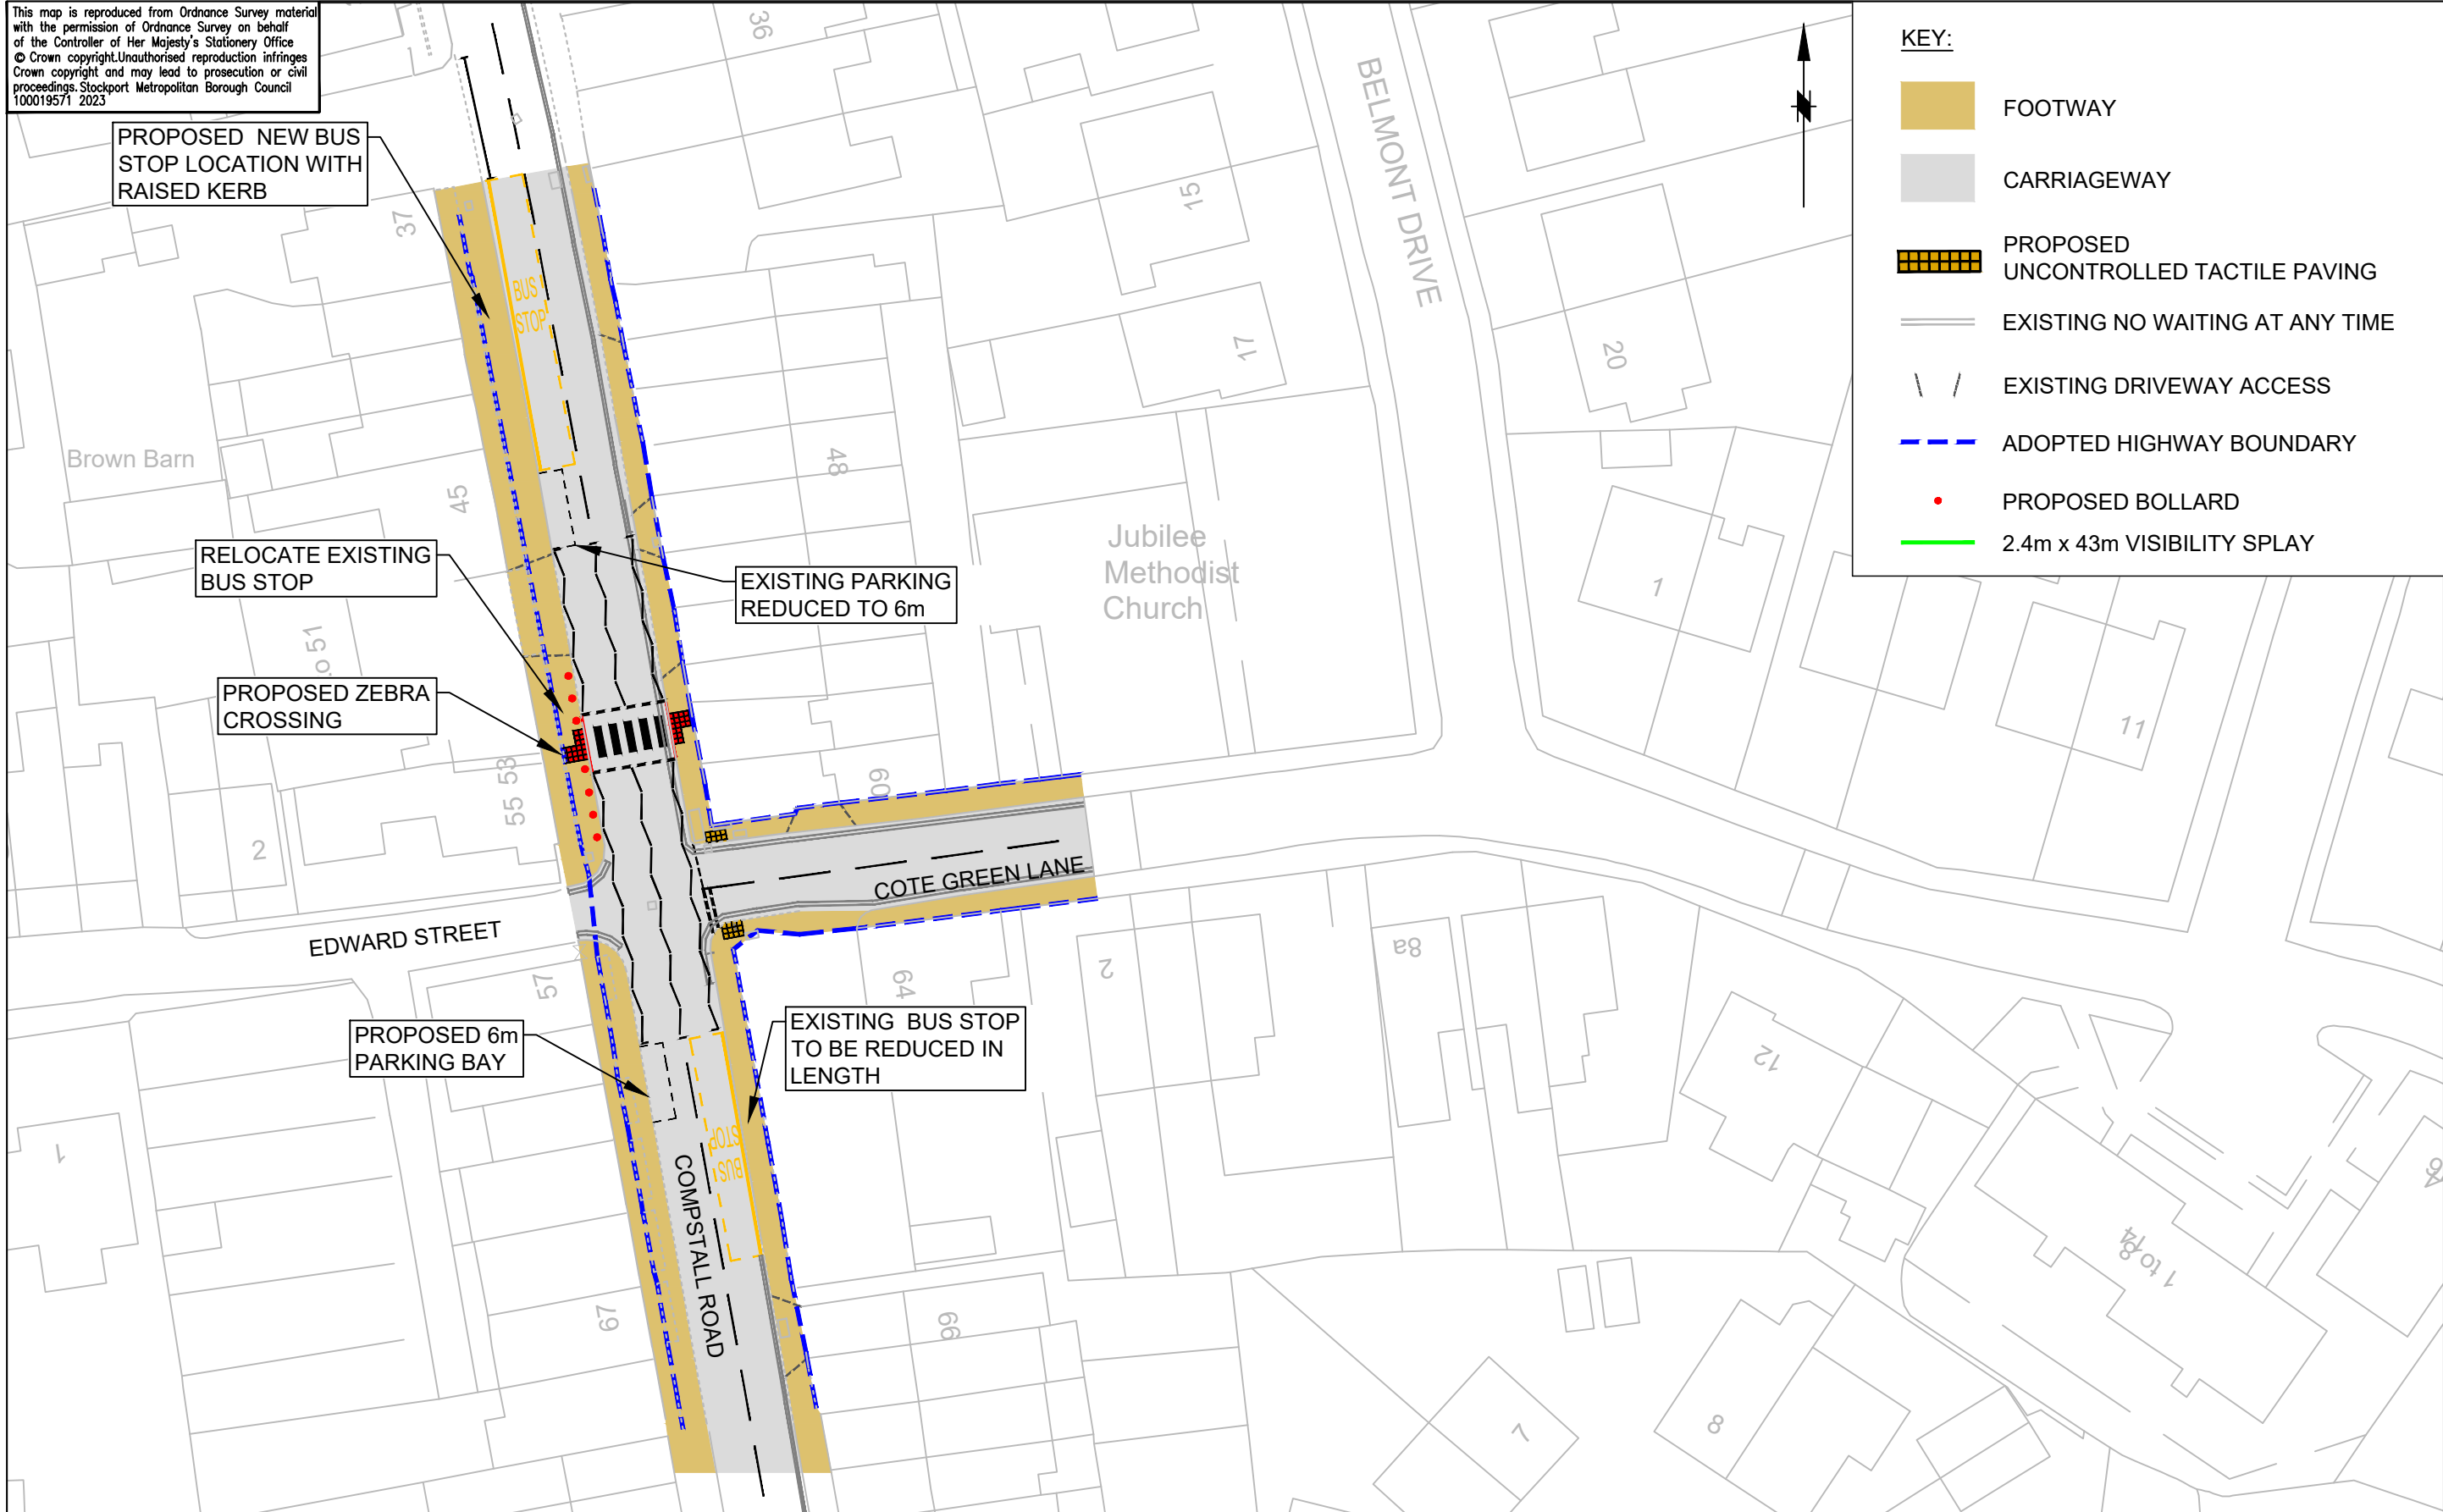 This map is reproduced from Ordnance Survey material
with the permission of Ordnance Survey on behalf
of the Controller of Her Majesty's Stationery Office
© Crown copyright.Unauthorised reproduction infringes
Crown copyright and may lead to prosecution or civil
proceedings. Stockport Metropolitan Borough Council
100019571 2023
PROPOSED NEW BUS
STOP LOCATION WITH
RAISED KERB
36
BELMONT DRIVE
KEY:
FOOTWAY
CARRIAGEWAY
PROPOSED
UNCONTROLLED TACTILE PAVING
EXISTING NO WAITING AT ANY TIME
EXISTING DRIVEWAY ACCESS
ADOPTED HIGHWAY BOUNDARY
PROPOSED BOLLARD
2.4m x 43m VISIBILITY SPLAY
37
15
BUS
STOP
17
20
Brown Barn
45
48
Jubilee
Methodist
Church
RELOCATE EXISTING
BUS STOP
EXISTING PARKING
REDUCED TO 6m
1
PROPOSED ZEBRA
CROSSING
11
55 53
60
2
COTE GREEN LANE
EDWARD STREET
57
64
2
8a
PROPOSED 6m
PARKING BAY
EXISTING BUS STOP
TO BE REDUCED IN
LENGTH
12
1
BUS
STOP
COMPSTALL ROAD
67
66
7
8